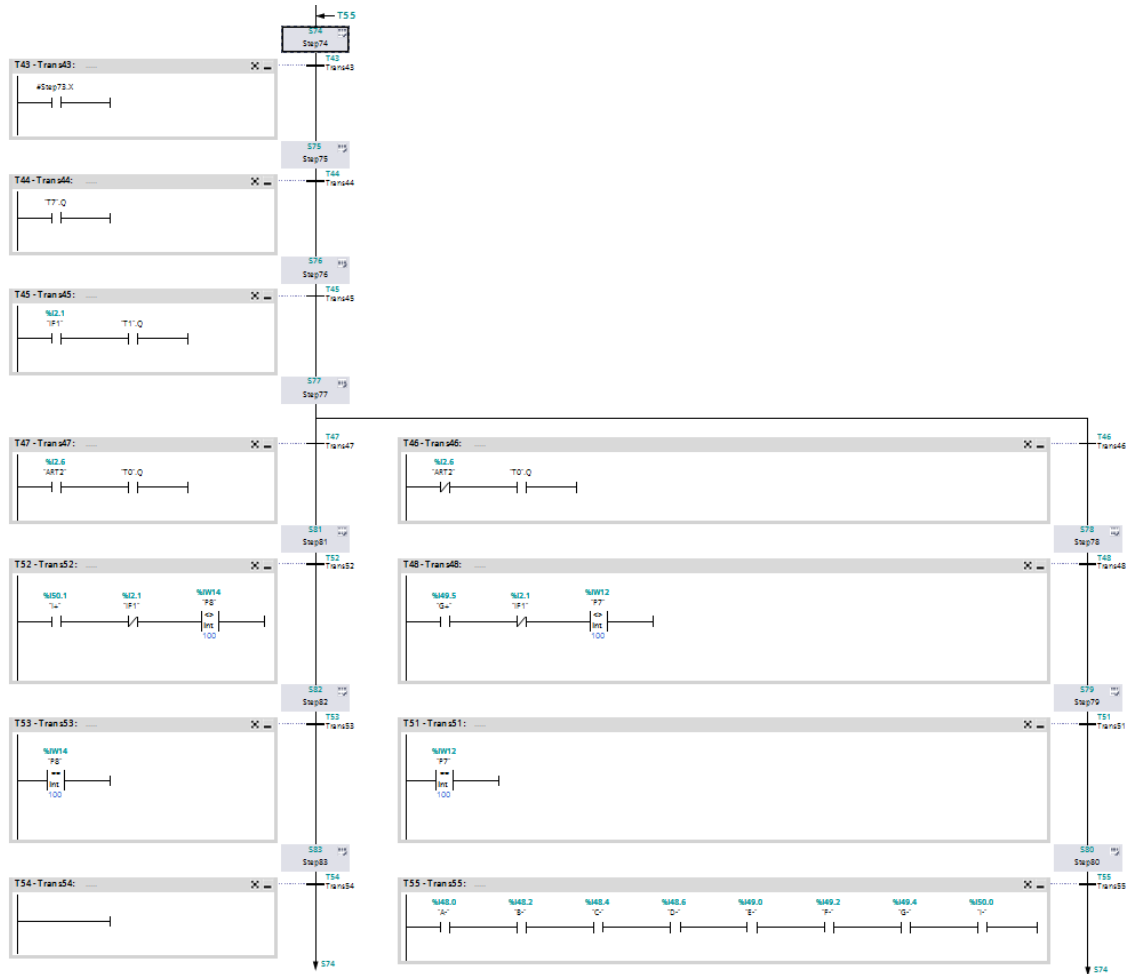 T55
S74
Step74
T43 - Trans43: .....
T43
Trans43
#Step73.X
S75
Step75
T44 - Trans44: .....
T44
Trans44
"T7".Q
S76
Step76
T45 - Trans45: .....
T45
Trans45
%I2.1
"IF1" "T1".Q
S77
Step77
T47 - Trans47: .....
T47
Trans47
T46 - Trans46: .....
T46
Trans46
%I2.6
"ART2" "T0".Q
%I2.6
"ART2" "T0".Q
S81
Step81
S78
Step78
T52 - Trans52: .....
T52
Trans52
T48 - Trans48: .....
T48
Trans48
%I50.1 %I2.1 %IW14
"I+" "IF1" "P8"
<>
Int
100
%I49.5 %I2.1 %IW12
"G+" "IF1" "P7"
<>
Int
100
S82
Step82
S79
Step79
T53 - Trans53: .....
T53
Trans53
T51 - Trans51: .....
T51
Trans51
%IW14
"P8"
==
Int
100
%IW12
"P7"
==
Int
100
S83
Step83
S80
Step80
T54 - Trans54: .....
T54
Trans54
T55 - Trans55: .....
T55
Trans55
%I48.0 %I48.2 %I48.4 %I48.6 %I49.0 %I49.2 %I49.4 %I50.0
"A-" "B-" "C-" "D-" "E-" "F-" "G-" "I-"
S74
S74